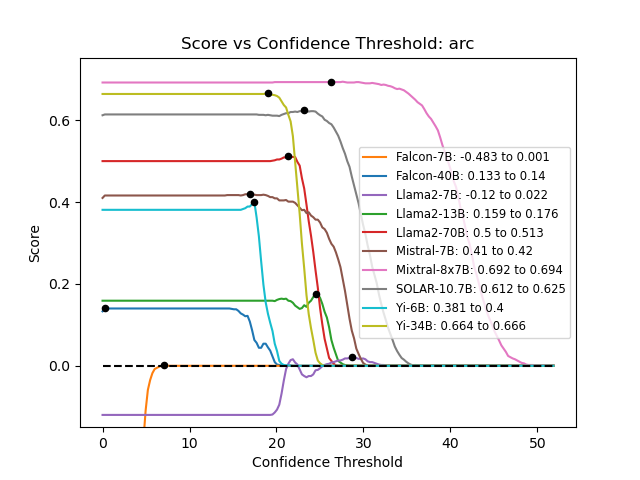 Score vs Confidence Threshold: arc
Score
0.6
0.4
0.2
0.0
Falcon-7B: -0.483 to 0.001
Falcon-40B: 0.133 to 0.14
Llama2-7B: -0.12 to 0.022
Llama2-13B: 0.159 to 0.176
Llama2-70B: 0.5 to 0.513
Mistral-7B: 0.41 to 0.42
Mixtral-8x7B: 0.692 to 0.694
SOLAR-10.7B: 0.612 to 0.625
Yi-6B: 0.381 to 0.4
Yi-34B: 0.664 to 0.666
0 10 20 30 40 50
Confidence Threshold